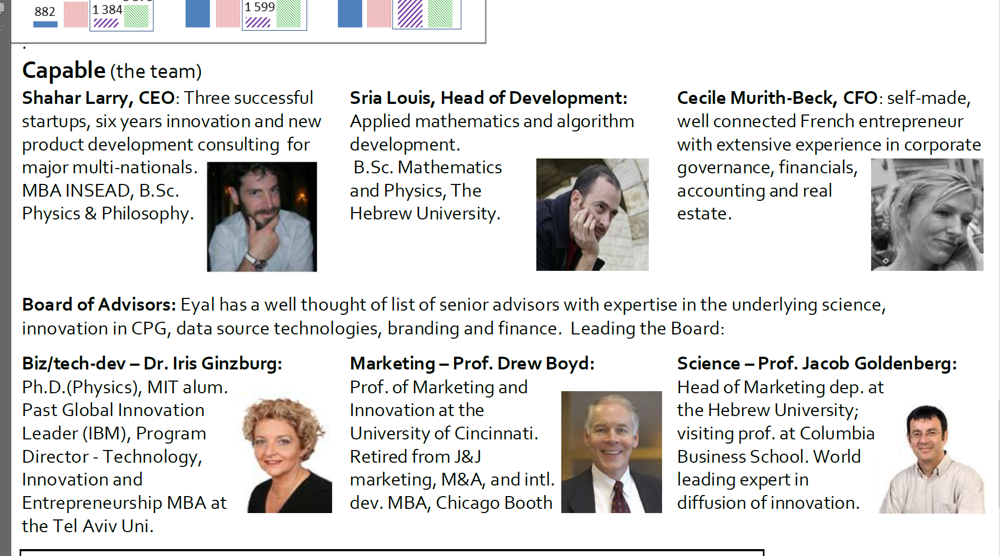 882
1 384
1 599
.
Capable (the team)
Shahar Larry, CEO: Three successful
startups, six years innovation and new
product development consulting for
major multi-nationals.
MBA INSEAD, B.Sc.
Physics & Philosophy.
Sria Louis, Head of Development:
Applied mathematics and algorithm
development.
B.Sc. Mathematics
and Physics, The
Hebrew University.
Cecile Murith-Beck, CFO: self-made,
well connected French entrepreneur
with extensive experience in corporate
governance, financials,
accounting and real
estate.
Board of Advisors: Eyal has a well thought of list of senior advisors with expertise in the underlying science,
innovation in CPG, data source technologies, branding and finance. Leading the Board:
Biz/tech-dev – Dr. Iris Ginzburg:
Ph.D.(Physics), MIT alum.
Past Global Innovation
Leader (IBM), Program
Director - Technology,
Innovation and
Entrepreneurship MBA at
the Tel Aviv Uni.
Marketing – Prof. Drew Boyd:
Prof. of Marketing and
Innovation at the
University of Cincinnati.
Retired from J&J
marketing, M&A, and intl.
dev. MBA, Chicago Booth
Science – Prof. Jacob Goldenberg:
Head of Marketing dep. at
the Hebrew University;
visiting prof. at Columbia
Business School. World
leading expert in
diffusion of innovation.